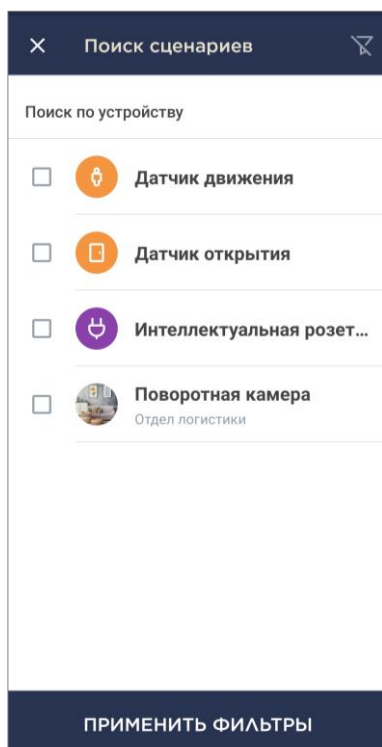 Поиск сценариев
Поиск по устройству
Датчик движения
Датчик открытия
Интеллектуальная розет...
Поворотная камера
Отдел логистики
ПРИМЕНИТЬ ФИЛЬТРЫ